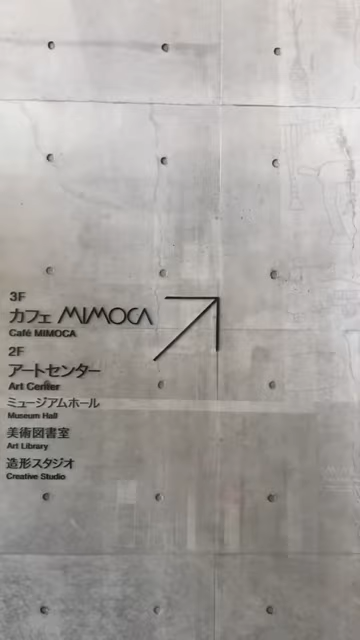 3F
カフェ MIMOCA
Café MIMOCA
2F
アートセンター
Art Center
ミュージアムホール
Museum Hall
美術図書室
Art Library
造形スタジオ
Creative Studio